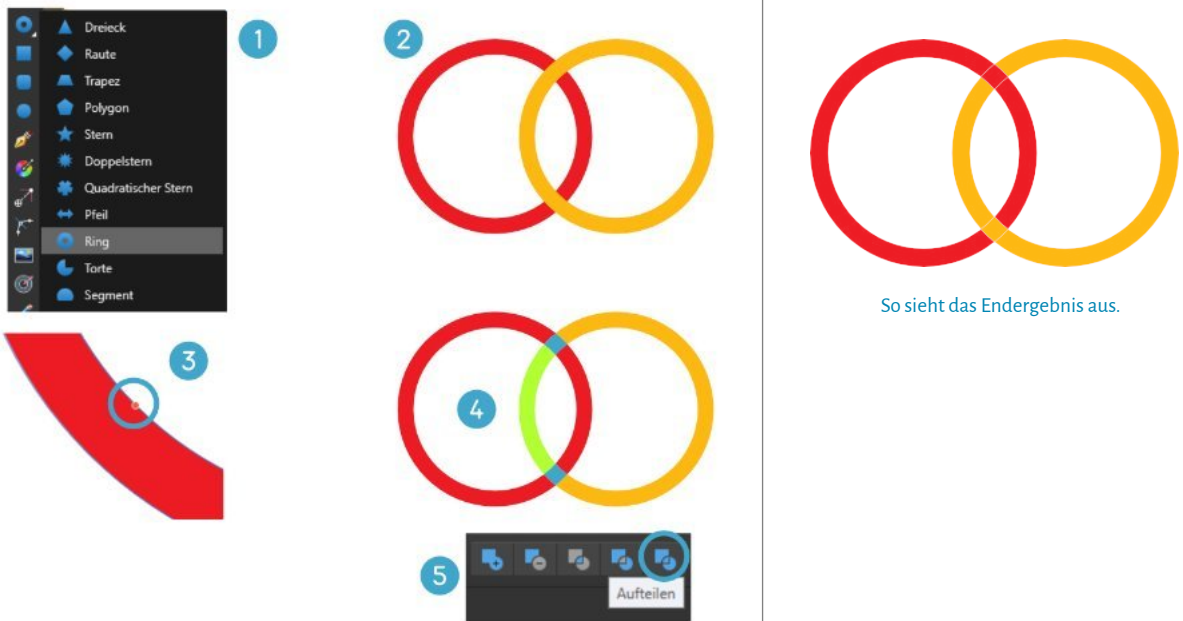 1
Dreieck
Raute
Trapez
Polygon
Stern
Doppelstern
Quadratischer Stern
Pfeil
Ring
Torte
Segment
2
3
4
5
Aufteilen
So sieht das Endergebnis aus.